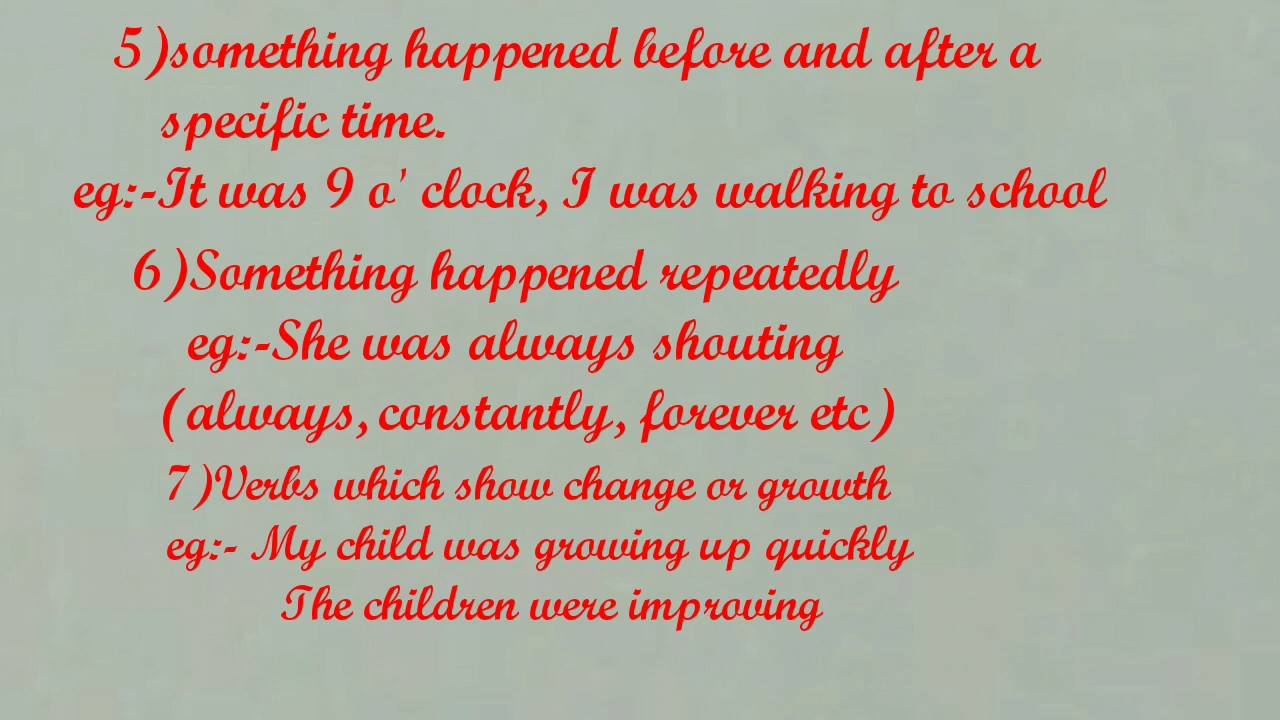 5)something happened before and after a
specific time.
eg:-It was 9 o' clock, I was walking to school
6)Something happened repeatedly
eg:-She was always shouting
(always, constantly, forever etc)
7)Verbs which show change or growth
eg:- My child was growing up quickly
The children were improving